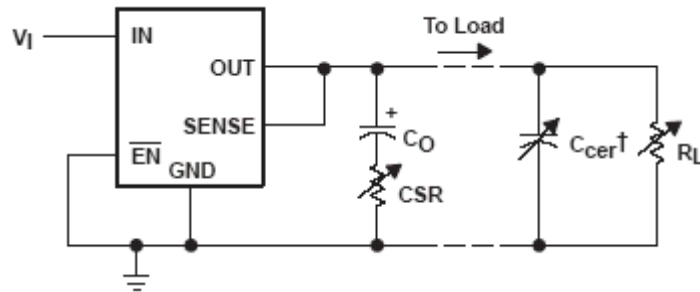 To Load
V_I
IN
OUT
SENSE
EN
GND
+
C_O
CSR
C_cer†
R_L